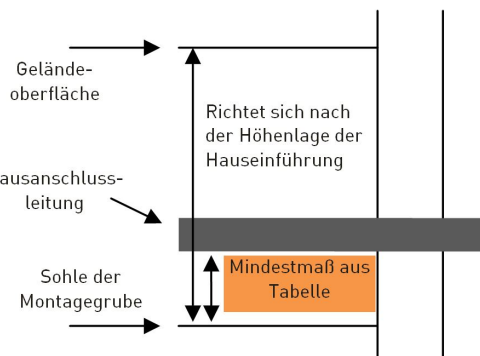 Gelände-
oberfläche
Richtet sich nach
der Höhenlage der
Hauseinführung
ausanschluss-
leitung
Mindestmaß aus
Tabelle
Sohle der
Montagegrube